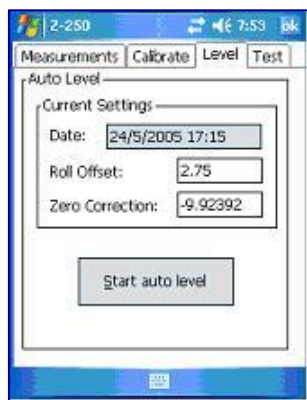 2-250 7:53 ok
Measurements Calibrate Level Test
Auto Level
Current Settings
Date: 24/5/2005 17:15
Roll Offset: 2.75
Zero Correction: -9.92392
Start auto level